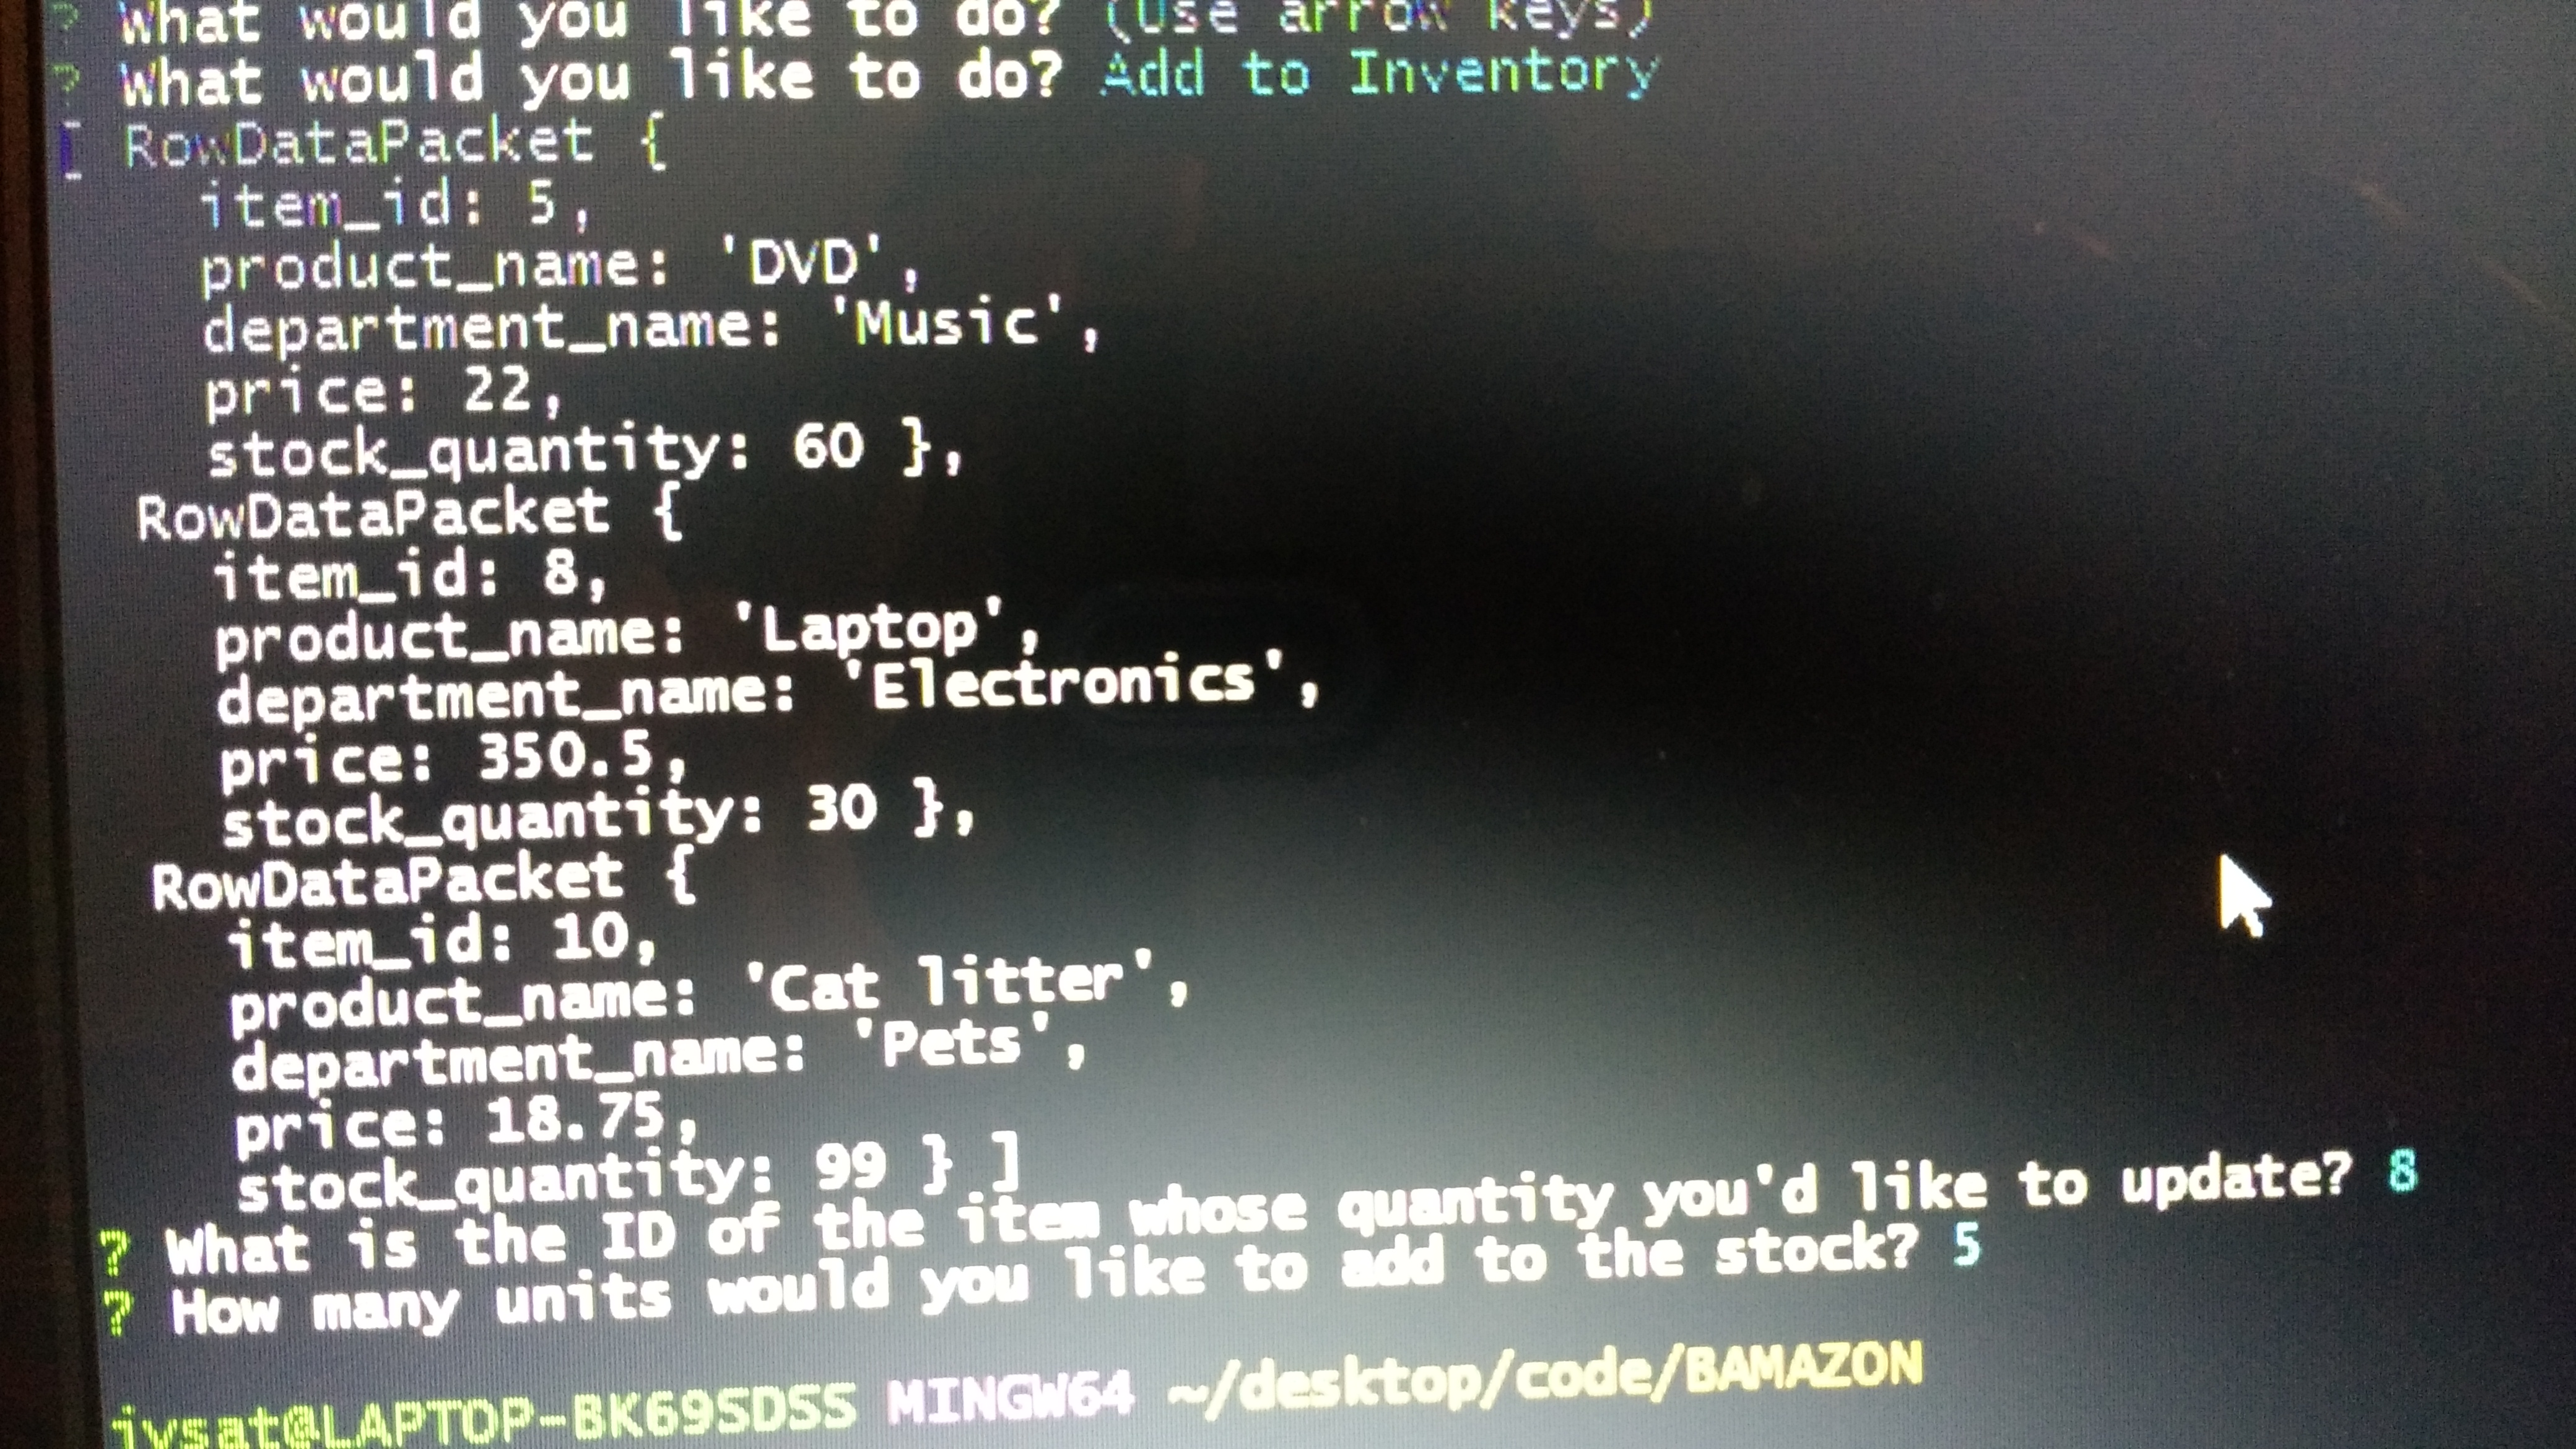 ? What would you like to do? (Use arrow keys)
? What would you like to do? Add to Inventory
[ RowDataPacket {
item_id: 5,
product_name: 'DVD',
department_name: 'Music',
price: 22,
stock_quantity: 60 },
RowDataPacket {
item_id: 8,
product_name: 'Laptop',
department_name: 'Electronics',
price: 350.5,
stock_quantity: 30 },
RowDataPacket {
item_id: 10,
product_name: 'Cat litter',
department_name: 'Pets',
price: 18.75,
stock_quantity: 99 } ]
? What is the ID of the item whose quantity you'd like to update? 8
? How many units would you like to add to the stock? 5
jvsat@LAPTOP-BK69SDSS MINGW64 ~/desktop/code/BAMAZON